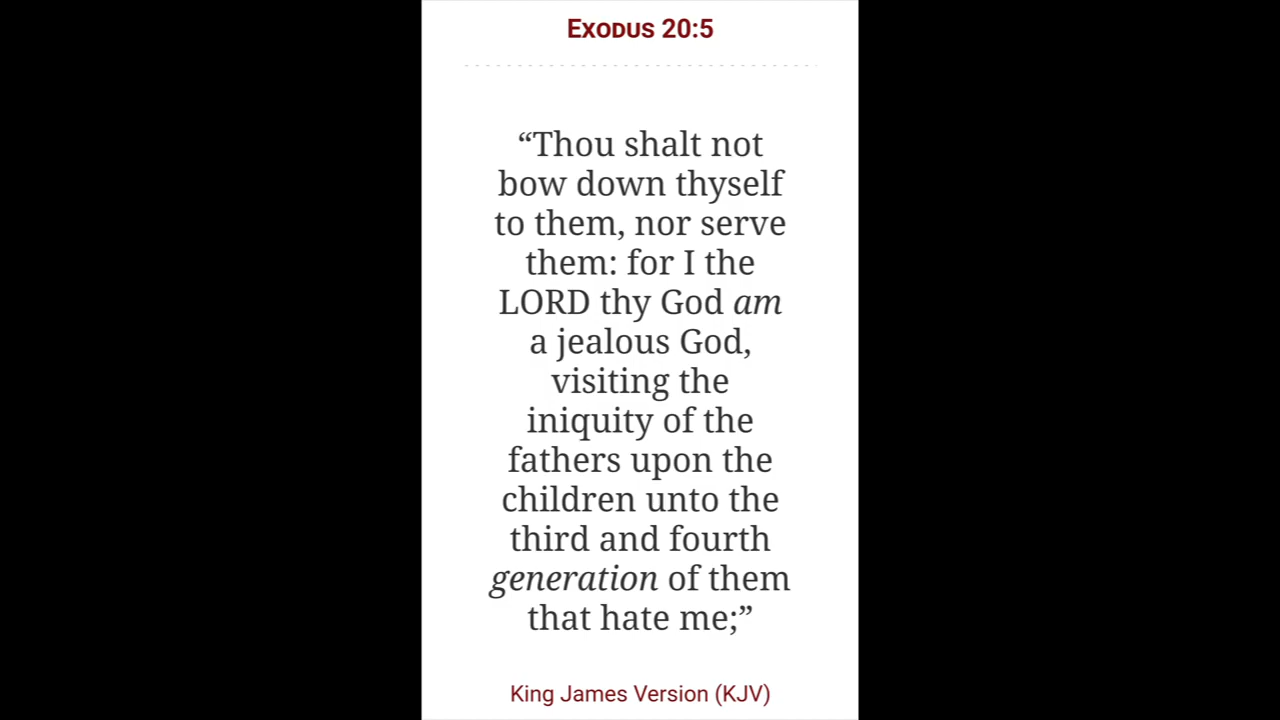 Exodus 20:5
“Thou shalt not
bow down thyself
to them, nor serve
them: for I the
LORD thy God am
a jealous God,
visiting the
iniquity of the
fathers upon the
children unto the
third and fourth
generation of them
that hate me;”
King James Version (KJV)